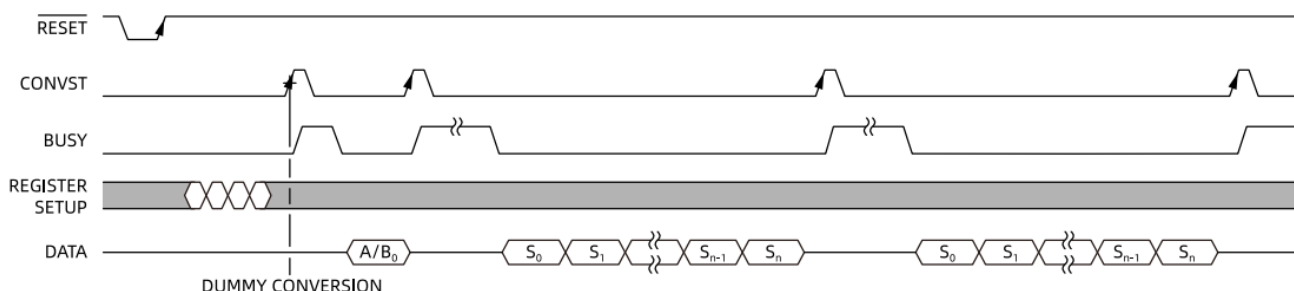 RESET
CONVST
BUSY
REGISTER
SETUP
DATA A/B₀ S₀ S₁ Sₙ₋₁ Sₙ S₀ S₁ Sₙ₋₁ Sₙ
DUMMY CONVERSION